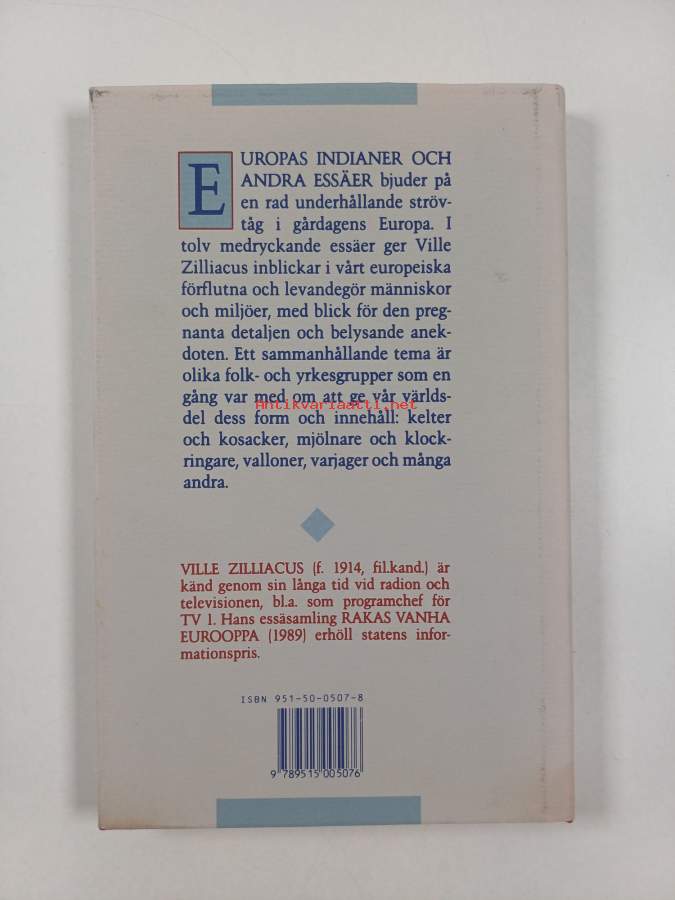 EUROPAS INDIANER OCH
ANDRA ESSÄER bjuder på
en rad underhållande ströv-
tåg i gårdagens Europa. I
tolv medryckande essäer ger Ville
Zilliacus inblickar i vårt europeiska
förflutna och levandegör människor
och miljöer, med blick för den preg-
nanta detaljen och belysande anek-
doten. Ett sammanhållande tema är
olika folk- och yrkesgrupper som en
gång var med om att ge vår världs-
Antikvariaatti.net
del dess form och innehåll: kelter
och kosacker, mjölnare och klock-
ringare, valloner, varjager och många
andra.
VILLE ZILLIACUS (f. 1914, fil.kand.) är
känd genom sin långa tid vid radion och
televisionen, bl.a. som programchef för
TV 1. Hans essäsamling RAKAS VANHA
EUROOPPA (1989) erhöll statens infor-
mationspris.
ISBN 951-50-0507-8
9 789515 005076